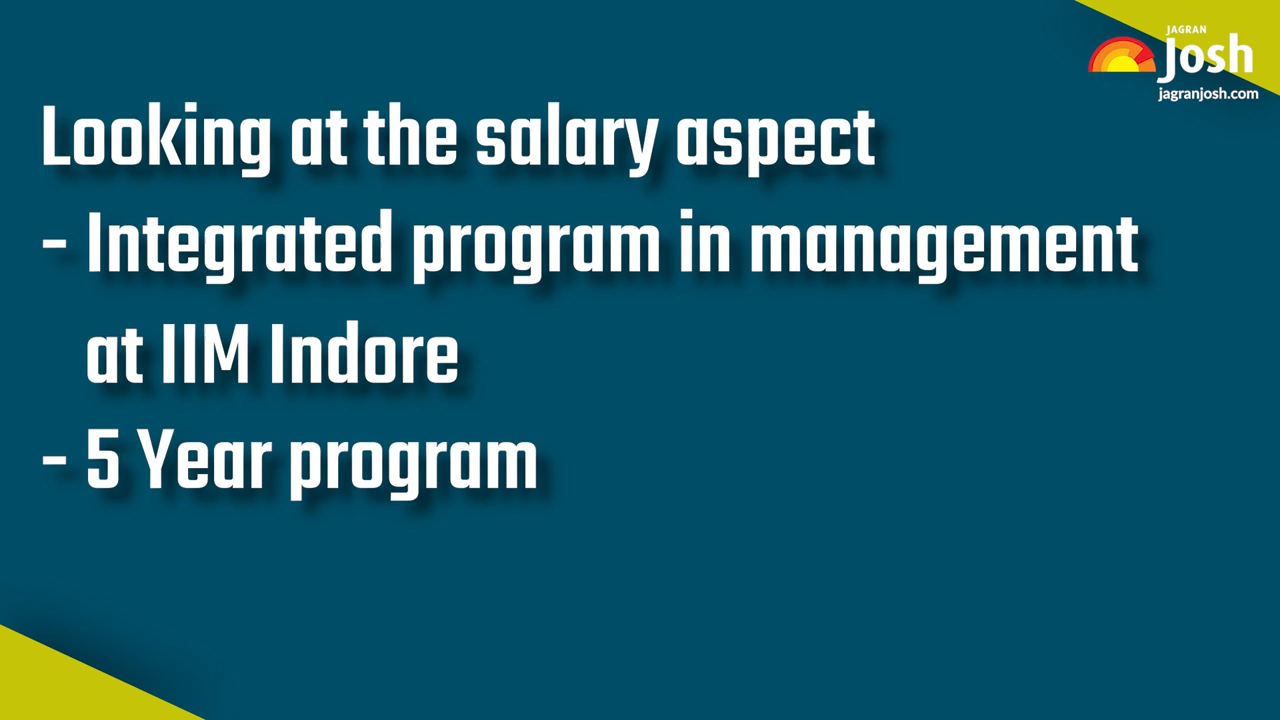 JAGRAN
Josh
jagranjosh.com
Looking at the salary aspect
- Integrated program in management
at IIM Indore
- 5 Year program